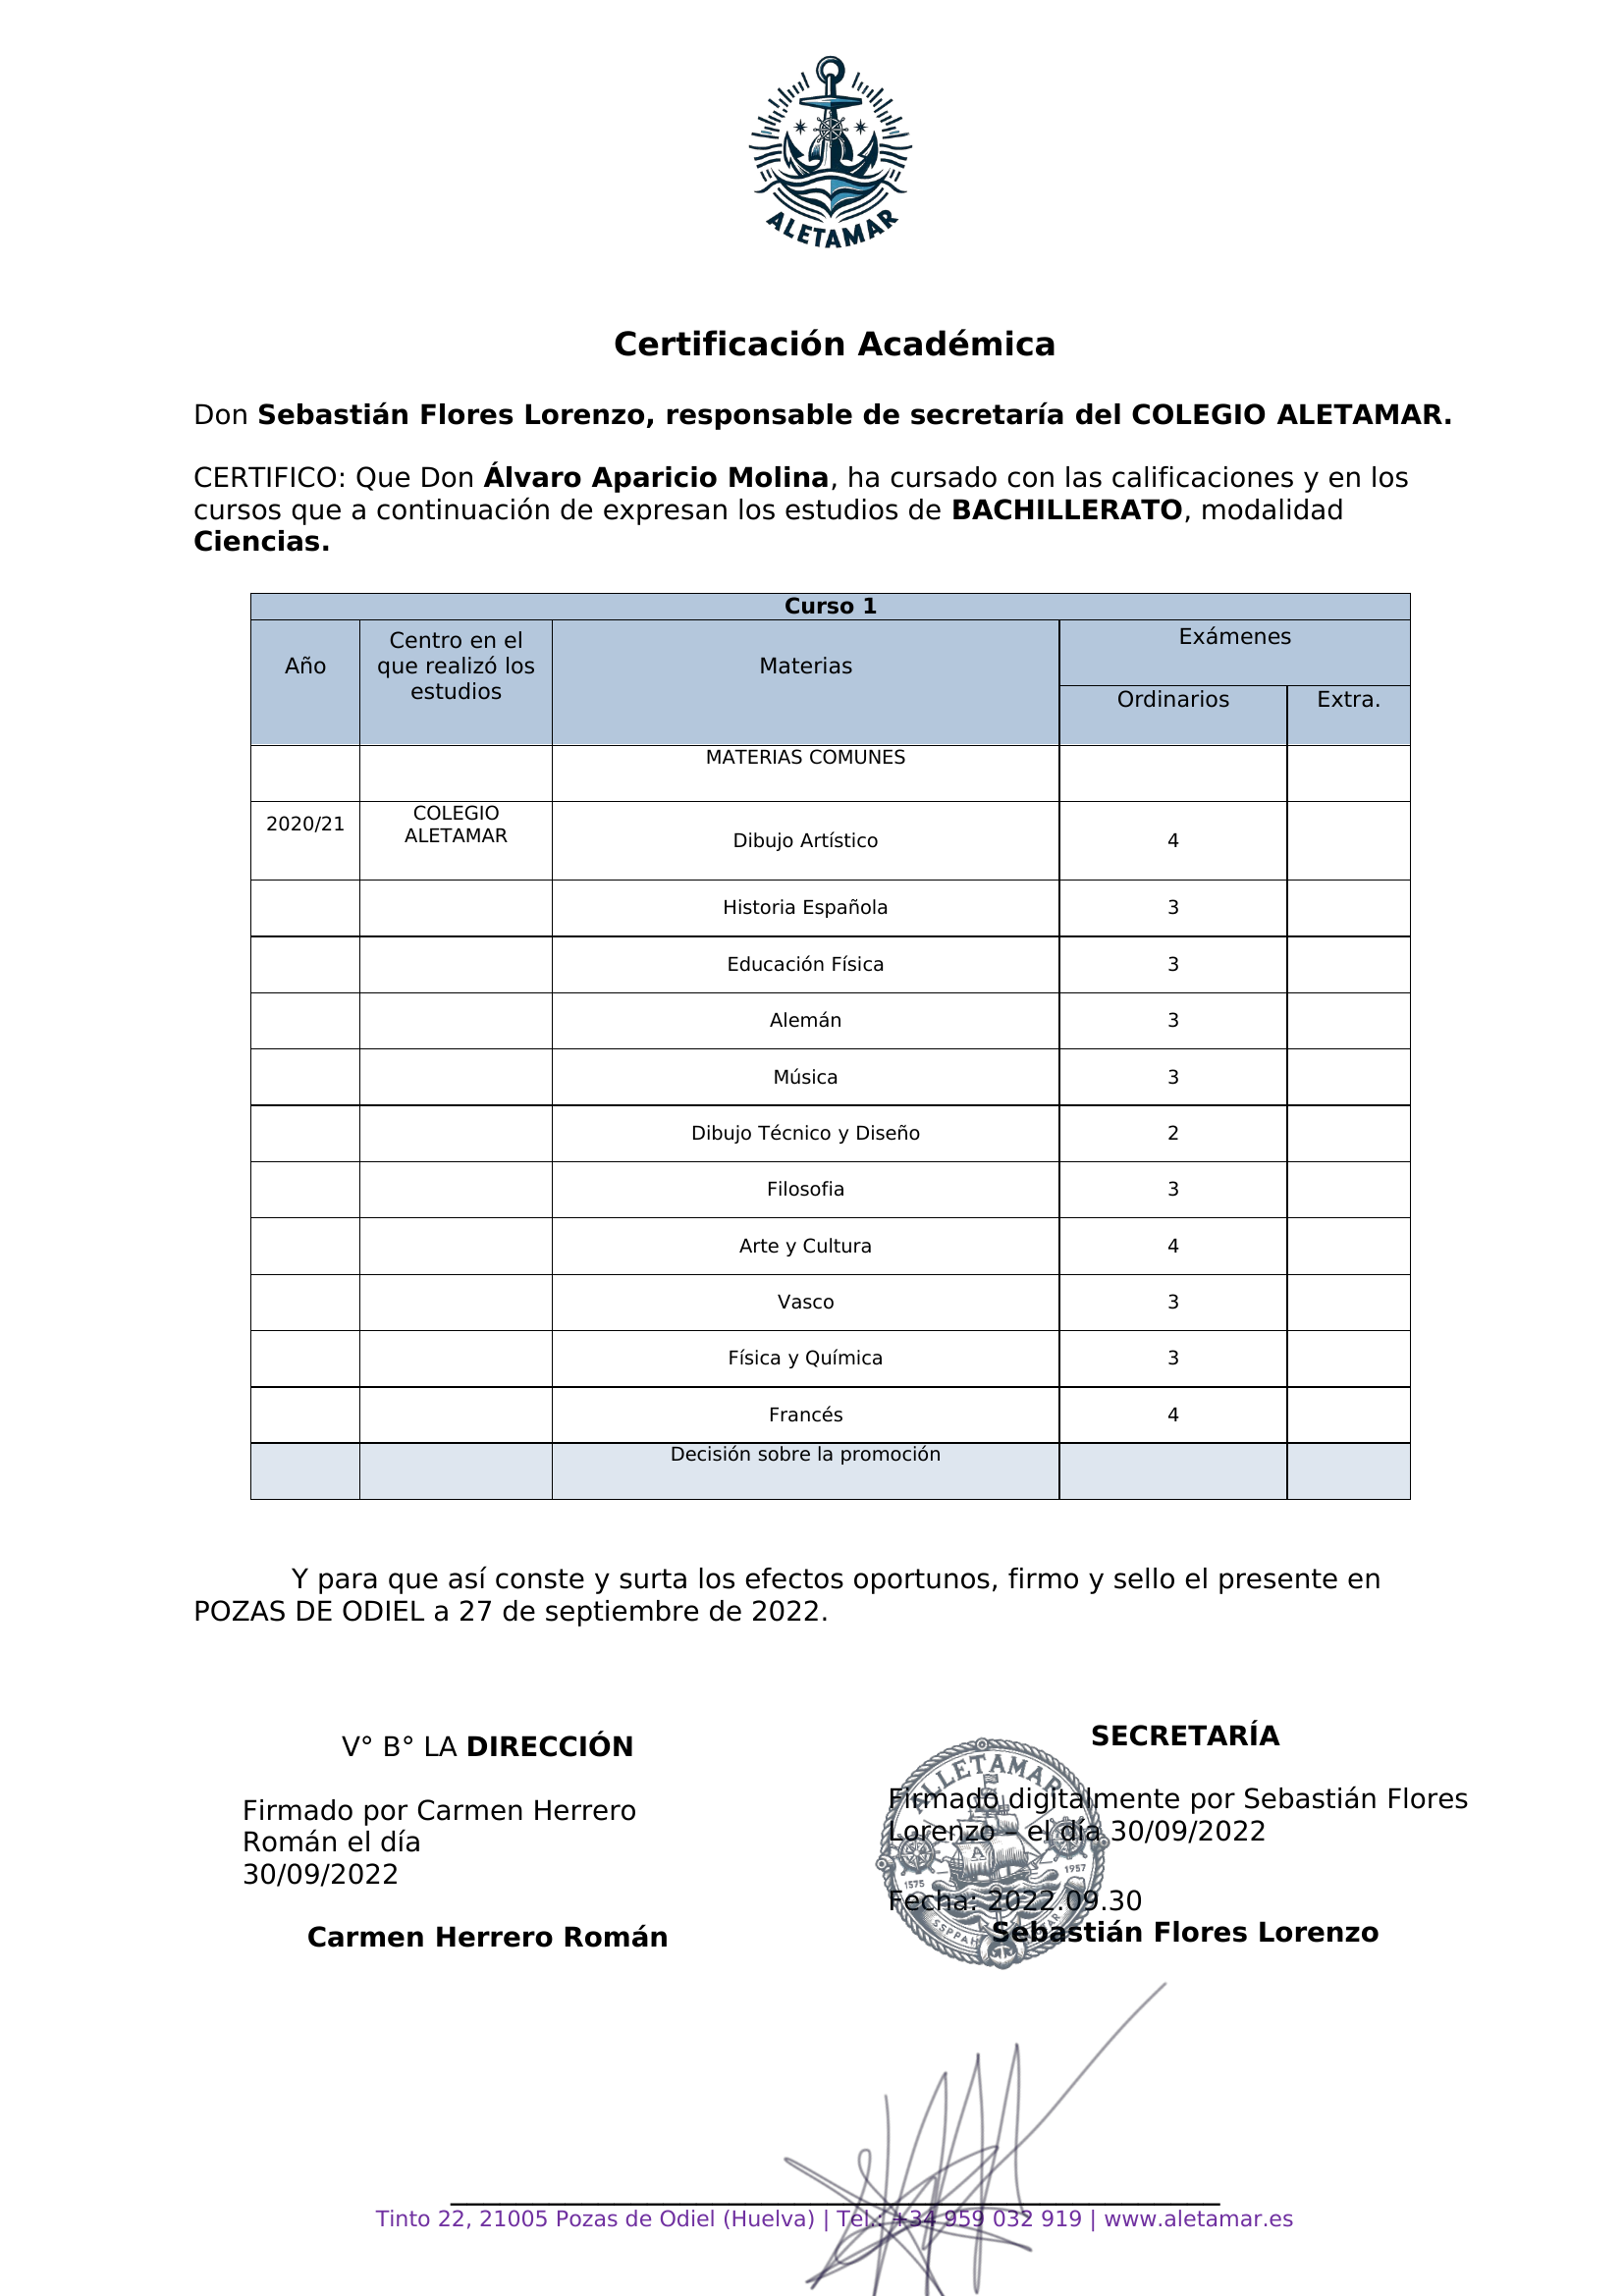 ALETAMAR
Certificación Académica
Don Sebastián Flores Lorenzo, responsable de secretaría del COLEGIO ALETAMAR.
CERTIFICO: Que Don Álvaro Aparicio Molina, ha cursado con las calificaciones y en los
cursos que a continuación de expresan los estudios de BACHILLERATO, modalidad
Ciencias.
Curso 1
Año
Centro en el
que realizó los
estudios
Materias
Exámenes
Ordinarios Extra.
MATERIAS COMUNES
2020/21
COLEGIO
ALETAMAR
Dibujo Artístico 4
Historia Española 3
Educación Física 3
Alemán 3
Música 3
Dibujo Técnico y Diseño 2
Filosofia 3
Arte y Cultura 4
Vasco 3
Física y Química 3
Francés 4
Decisión sobre la promoción
Y para que así conste y surta los efectos oportunos, firmo y sello el presente en
POZAS DE ODIEL a 27 de septiembre de 2022.
V° B° LA DIRECCIÓN
Firmado por Carmen Herrero
Román el día
30/09/2022
Carmen Herrero Román
SECRETARÍA
Firmado digitalmente por Sebastián Flores
Lorenzo – el día 30/09/2022
Fecha: 2022.09.30
Sebastián Flores Lorenzo
ALLETAMAR
A
1575
1957
Tinto 22, 21005 Pozas de Odiel (Huelva) | Tel.: +34 959 032 919 | www.aletamar.es